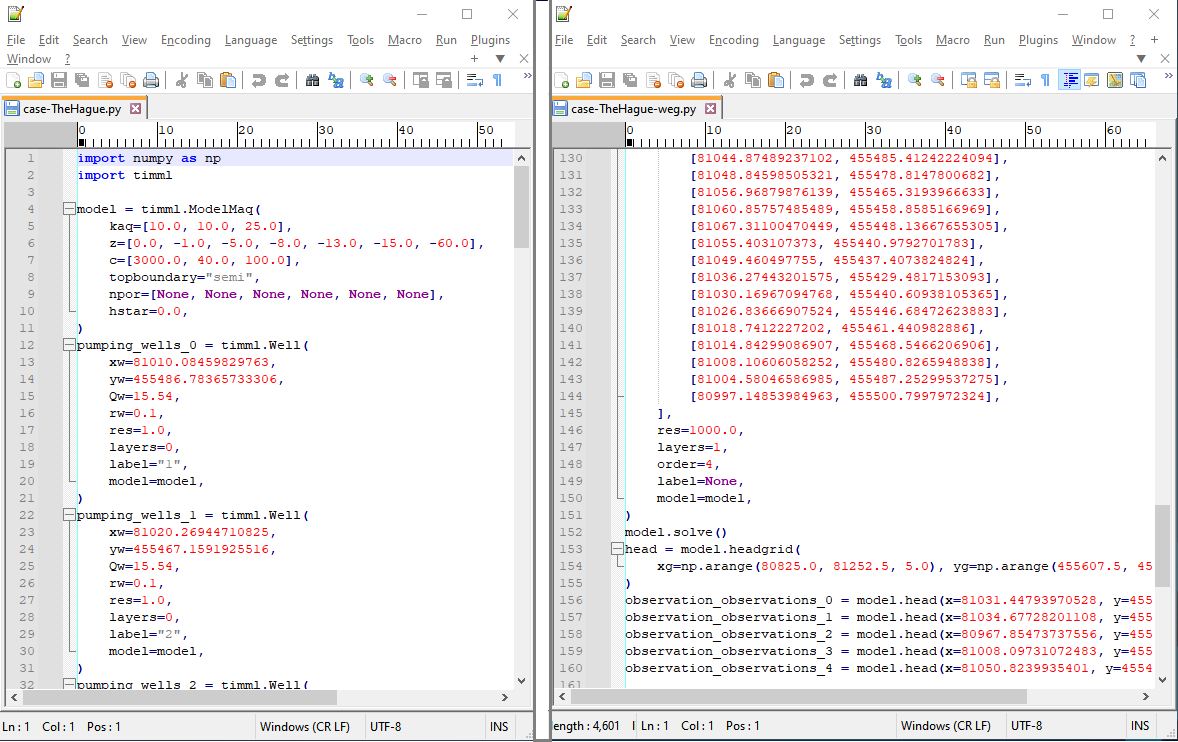 File Edit Search View Encoding Language Settings Tools Macro Run Plugins
Window ?
case-TheHague.py
0 10 20 30 40 50
1 import numpy as np
2 import timml
3
4 model = timml.ModelMaq(
5 kaq=[10.0, 10.0, 25.0],
6 z=[0.0, -1.0, -5.0, -8.0, -13.0, -15.0, -60.0],
7 c=[3000.0, 40.0, 100.0],
8 topboundary="semi",
9 npor=[None, None, None, None, None, None],
10 hstar=0.0,
11 )
12 pumping_wells_0 = timml.Well(
13 xw=81010.08459829763,
14 yw=455486.78365733306,
15 Qw=15.54,
16 rw=0.1,
17 res=1.0,
18 layers=0,
19 label="1",
20 model=model,
21 )
22 pumping_wells_1 = timml.Well(
23 xw=81020.26944710825,
24 yw=455467.1591925516,
25 Qw=15.54,
26 rw=0.1,
27 res=1.0,
28 layers=0,
29 label="2",
30 model=model,
31 )
32 pumping_wells_2 = timml.Well(
Ln : 1 Col : 1 Pos : 1 Windows (CR LF) UTF-8 INS
File Edit Search View Encoding Language Settings Tools Macro Run Plugins Window ?
case-TheHague-weg.py
0 10 20 30 40 50 60
130 [81044.87489237102, 455485.41242224094],
131 [81048.84598505321, 455478.8147800682],
132 [81056.96879876139, 455465.3193966633],
133 [81060.85757485489, 455458.8585166969],
134 [81067.31100470449, 455448.13667655305],
135 [81055.403107373, 455440.9792701783],
136 [81049.460497755, 455437.4073824824],
137 [81036.27443201575, 455429.4817153093],
138 [81030.16967094768, 455440.60938105365],
139 [81026.83666907524, 455446.68472623883],
140 [81018.7412227202, 455461.440982886],
141 [81014.84299086907, 455468.5466206906],
142 [81008.10606058252, 455480.8265948838],
143 [81004.58046586985, 455487.25299537275],
144 [80997.14853984963, 455500.7997972324],
145 ],
146 res=1000.0,
147 layers=1,
148 order=4,
149 label=None,
150 model=model,
151 )
152 model.solve()
153 head = model.headgrid(
154 xg=np.arange(80825.0, 81252.5, 5.0), yg=np.arange(455607.5, 45
155 )
156 observation_observations_0 = model.head(x=81031.44793970528, y=455
157 observation_observations_1 = model.head(x=81034.67728201108, y=455
158 observation_observations_2 = model.head(x=80967.85473737556, y=455
159 observation_observations_3 = model.head(x=81008.09731072483, y=455
160 observation_observations_4 = model.head(x=81050.8239935401, y=4554
161
ength : 4,601 l Ln : 1 Col : 1 Pos : 1 Windows (CR LF) UTF-8 INS